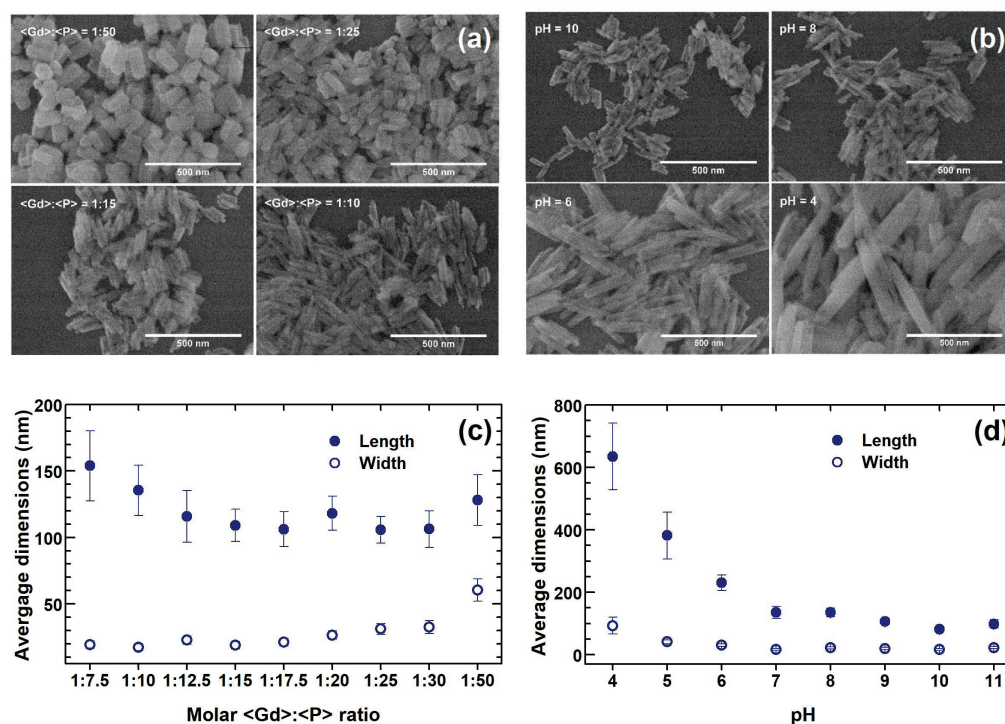 <Gd>:<P> = 1:50
<Gd>:<P> = 1:25
(a)
500 nm
500 nm
<Gd>:<P> = 1:15
<Gd>:<P> = 1:10
500 nm
500 nm
pH = 10
pH = 8
(b)
500 nm
500 nm
pH = 6
pH = 4
500 nm
500 nm
(c)
Avergage dimensions (nm)
200
150
100
50
Length
Width
1:7.5 1:10 1:12.5 1:15 1:17.5 1:20 1:25 1:30 1:50
Molar <Gd>:<P> ratio
(d)
Average dimensions (nm)
800
600
400
200
0
Length
Width
4 5 6 7 8 9 10 11
pH